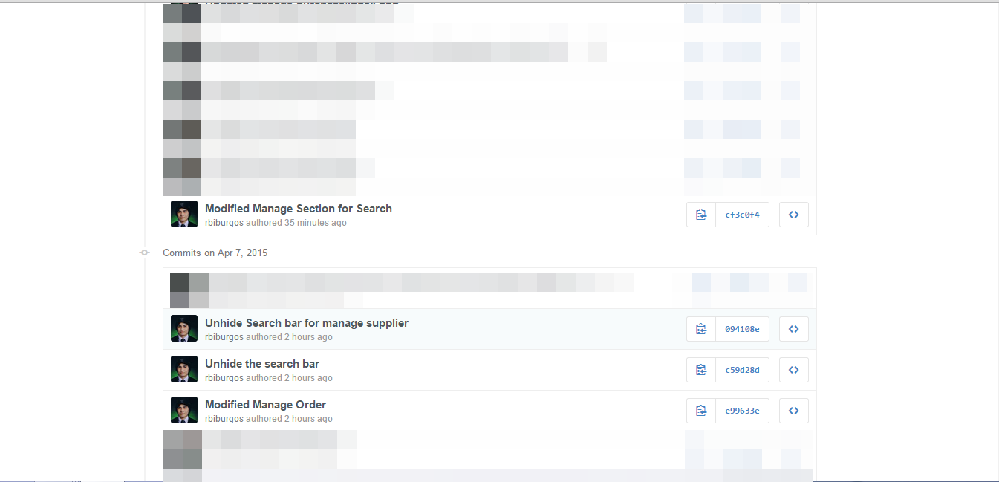 Modified Manage Section for Search
rbiburgos authored 35 minutes ago
cf3c0f4
Commits on Apr 7, 2015
Unhide Search bar for manage supplier
rbiburgos authored 2 hours ago
094108e
Unhide the search bar
rbiburgos authored 2 hours ago
c59d28d
Modified Manage Order
rbiburgos authored 2 hours ago
e99633e